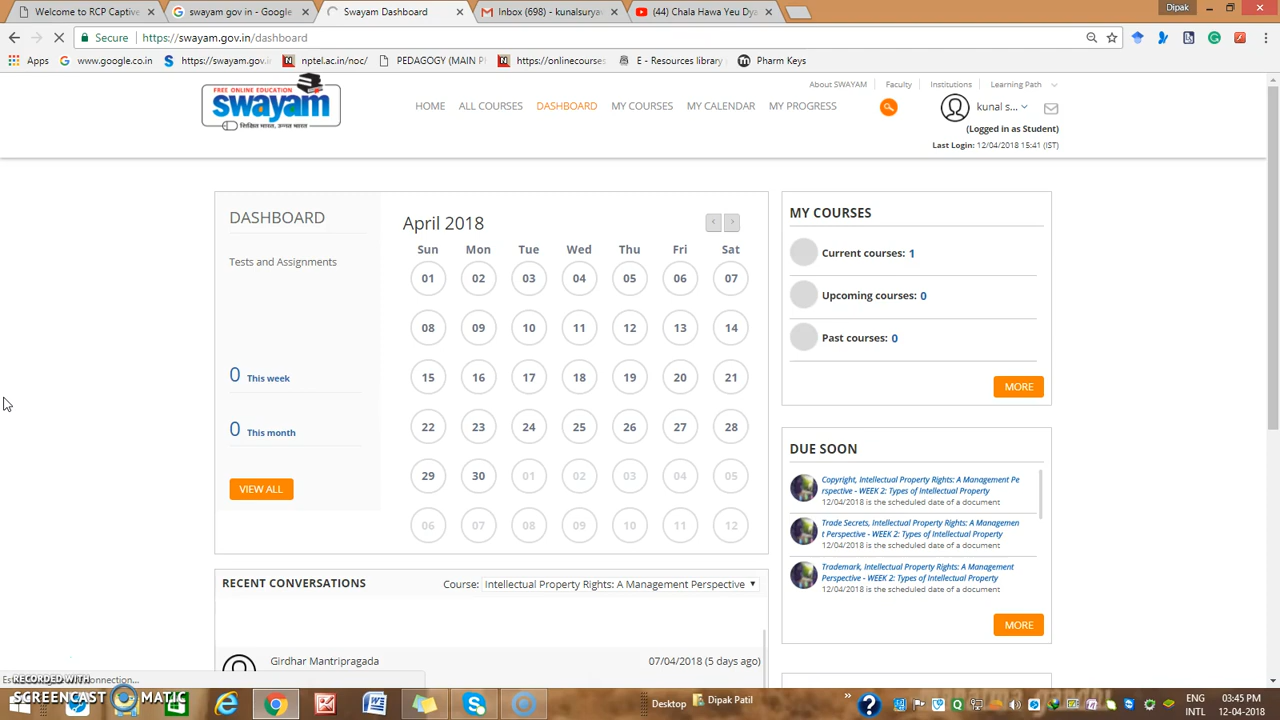 Welcome to RCP Captive
swayam gov - Google
Swayam Dashboard
Inbox (698) - kunalsurya
(44) Chala Hawa Yeu Dya
Dipak
Secure
https://swayam.gov.in/dashboard
Apps
www.google.co.in
https://swayam.gov.i
nptel.ac.in/noc/
PEDAGOGY (MAIN P
https://onlinecourses
E - Resources library
Pharm Keys
FREE ONLINE EDUCATION
swayam
शिक्षित भारत, उन्नत भारत
About SWAYAM
Faculty
Institutions
Learning Path
HOME
ALL COURSES
DASHBOARD
MY COURSES
MY CALENDAR
MY PROGRESS
kunal s...
(Logged in as Student)
Last Login: 12/04/2018 15:41 (IST)
DASHBOARD
Tests and Assignments
0 This week
0 This month
VIEW ALL
April 2018
< >
Sun Mon Tue Wed Thu Fri Sat
01 02 03 04 05 06 07
08 09 10 11 12 13 14
15 16 17 18 19 20 21
22 23 24 25 26 27 28
29 30 01 02 03 04 05
06 07 08 09 10 11 12
MY COURSES
Current courses: 1
Upcoming courses: 0
Past courses: 0
MORE
DUE SOON
Copyright, Intellectual Property Rights: A Management Pe
rspective - WEEK 2: Types of Intellectual Property
12/04/2018 is the scheduled date of a document
Trade Secrets, Intellectual Property Rights: A Managemen
t Perspective - WEEK 2: Types of Intellectual Property
12/04/2018 is the scheduled date of a document
Trademark, Intellectual Property Rights: A Management
Perspective - WEEK 2: Types of Intellectual Property
12/04/2018 is the scheduled date of a document
MORE
RECENT CONVERSATIONS
Course: Intellectual Property Rights: A Management Perspective
Girdhar Mantripragada
07/04/2018 (5 days ago)
RECORDED WITH
SCREENCAST MATIC
Desktop
Dipak Patil
ENG
INTL
03:45 PM
12-04-2018